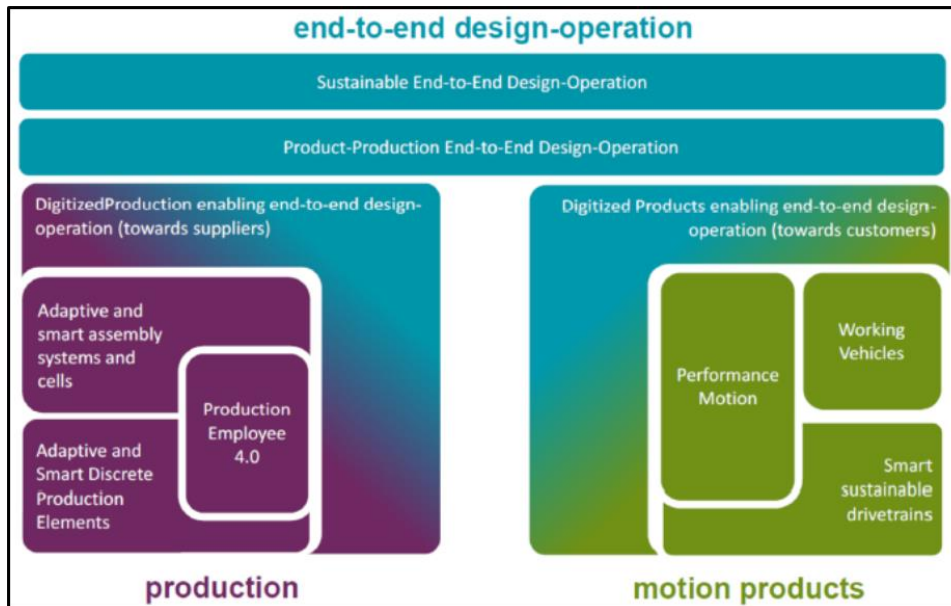 end-to-end design-operation
Sustainable End-to-End Design-Operation
Product-Production End-to-End Design-Operation
DigitizedProduction enabling end-to-end design-
operation (towards suppliers)
Adaptive and
smart assembly
systems and
cells
Production
Employee
4.0
Adaptive and
Smart Discrete
Production
Elements
production
Digitized Products enabling end-to-end design-
operation (towards customers)
Performance
Motion
Working
Vehicles
Smart
sustainable
drivetrains
motion products